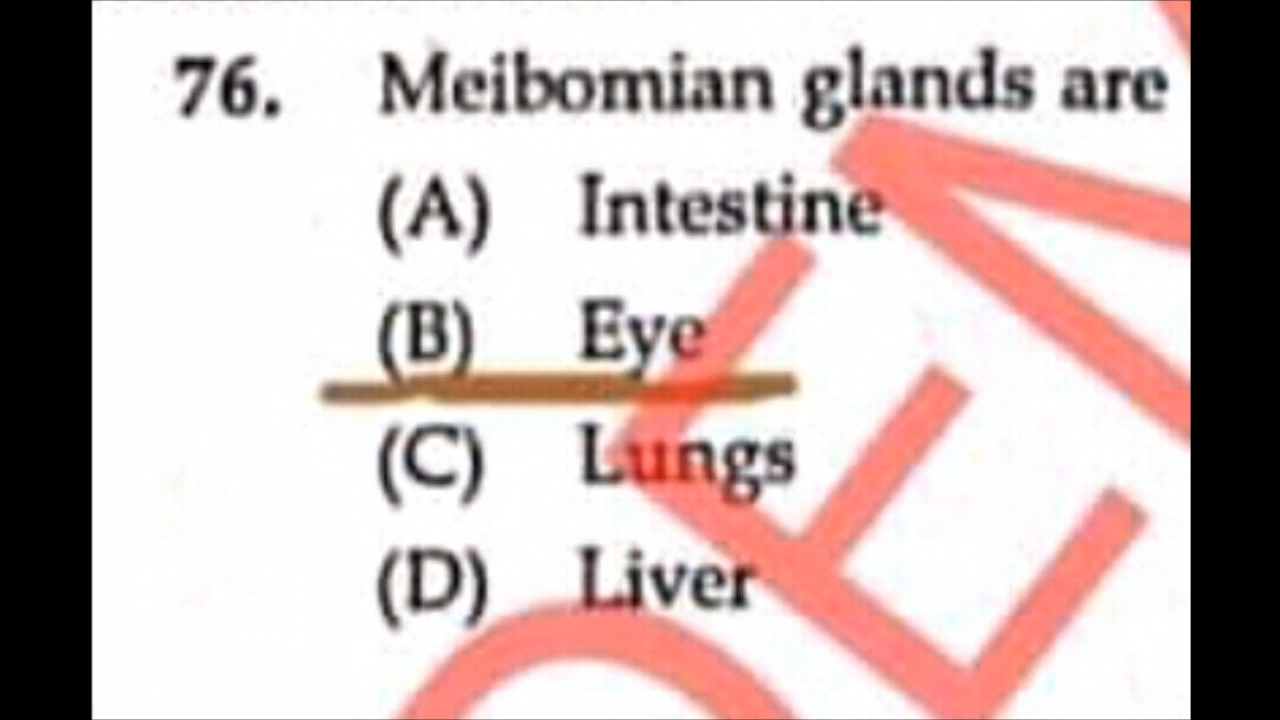 76. Meibomian glands are
(A) Intestine
(B) Eye
(C) Lungs
(D) Liver